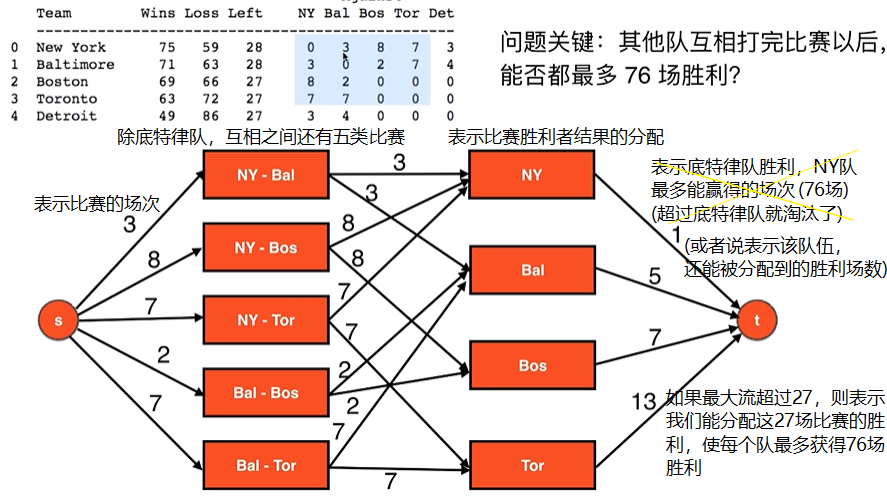 Team Wins Loss Left NY Bal Bos Tor Det
0 New York 75 59 28 0 3 8 7 3
1 Baltimore 71 63 28 3 0 2 7 4
2 Boston 69 66 27 8 2 0 0 0
3 Toronto 63 72 27 7 7 0 0 0
4 Detroit 49 86 27 3 4 0 0 0
问题关键：其他队互相打完比赛以后，
能否都最多 76 场胜利？
除底特律队，互相之间还有五类比赛
表示比赛胜利者结果的分配
表示比赛的场次
表示底特律队胜利，NY队
最多能赢得的场次 (76场)
(超过底特律队就淘汰了)
(或者说表示该队伍，
还能被分配到的胜利场数)
s
3
8
7
2
7
NY - Bal
NY - Bos
NY - Tor
Bal - Bos
Bal - Tor
3
3
8
8
7
7
2
2
7
7
NY
Bal
Bos
Tor
1
5
7
13
t
如果最大流超过27，则表示
我们能分配这27场比赛的胜
利，使每个队最多获得76场
胜利